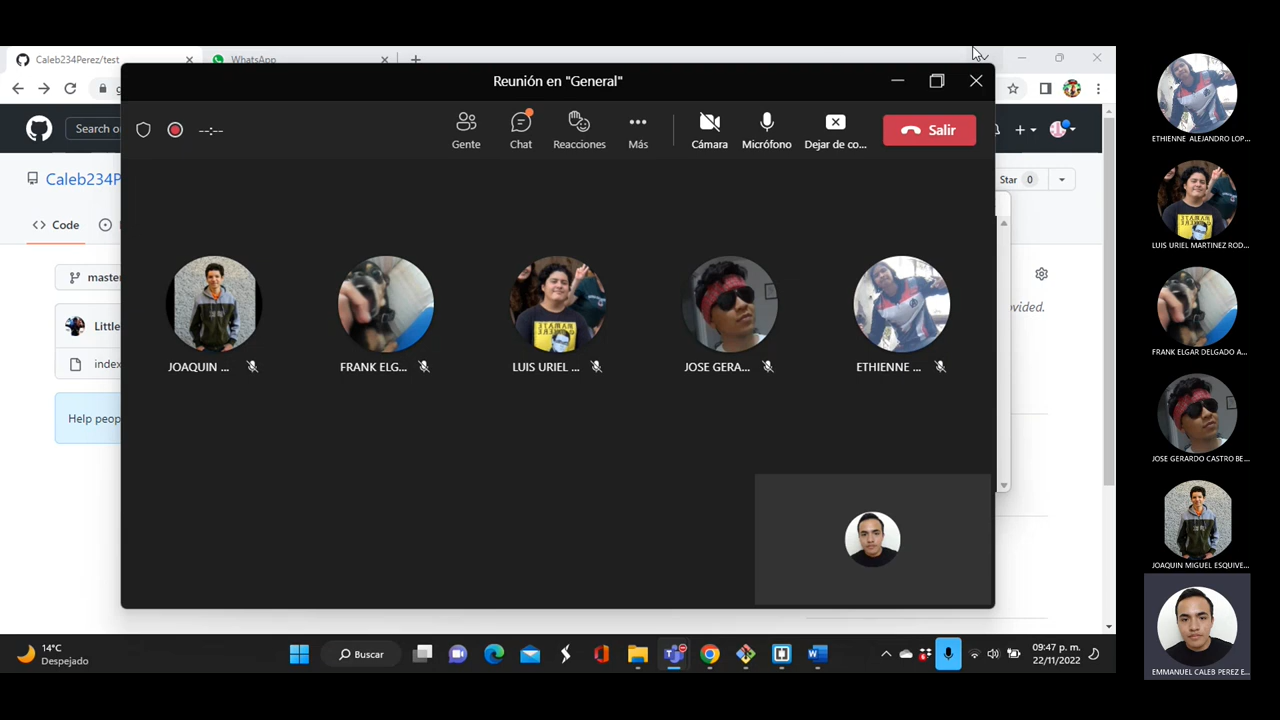 Caleb234Perez/test
WhatsApp
Reunión en "General"
--:--
Gente
Chat
Reacciones
Más
Cámara
Micrófono
Dejar de co...
Salir
Search o
Caleb234P
Star 0
Code
master
Little
index
ovided.
Help peop
JOAQUIN ...
FRANK ELG...
LUIS URIEL ...
JOSE GERA...
ETHIENNE ...
ETHIENNE ALEJANDRO LOP...
LUIS URIEL MARTINEZ ROD...
FRANK ELGAR DELGADO A...
JOSE GERARDO CASTRO BE...
JOAQUIN MIGUEL ESQUIVE...
EMMANUEL CALEB PEREZ E...
14°C
Despejado
Buscar
09:47 p. m.
22/11/2022